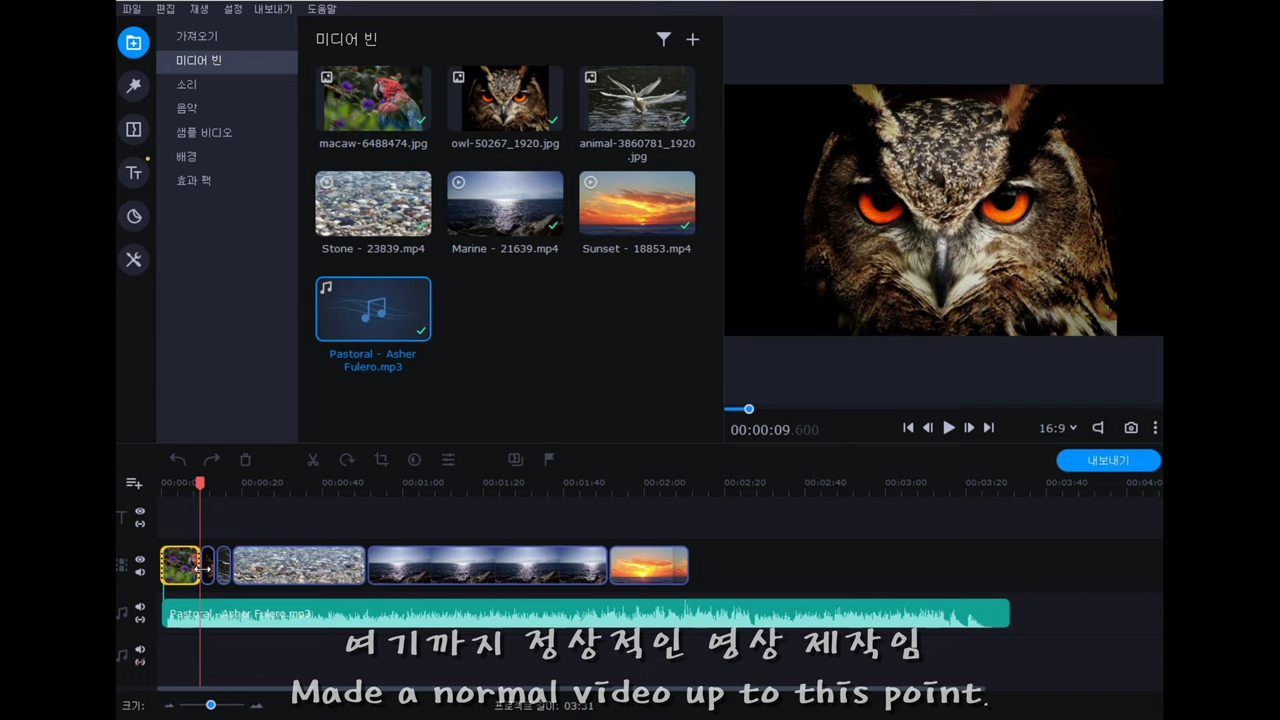 파일 편집 재생 설정 내보내기 도움말
가져오기
미디어 빈
소리
음악
샘플 비디오
배경
효과 팩
미디어 빈
macaw-6488474.jpg
owl-50267_1920.jpg
animal-3860781_1920
.jpg
Stone - 23839.mp4
Marine - 21639.mp4
Sunset - 18853.mp4
Pastoral - Asher
Fulero.mp3
00:00:09.600
16:9
내보내기
00:00:20 00:00:40 00:01:00 00:01:20 00:01:40 00:02:00 00:02:20 00:02:40 00:03:00 00:03:20 00:03:40
Pastoral - Asher Fulero.mp3
여기까지 정상적인 영상 제작임
Made a normal video up to this point.
크기:
프로젝트 길이: 03:31